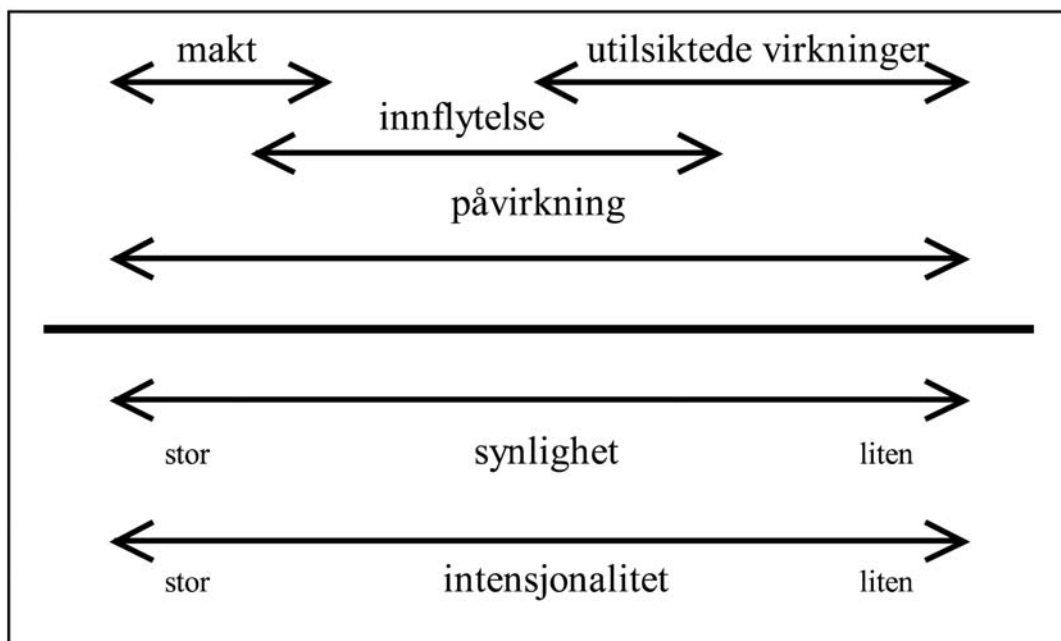 makt utilsiktede virkninger
innflytelse
påvirkning
stor synlighet liten
stor intensjonalitet liten